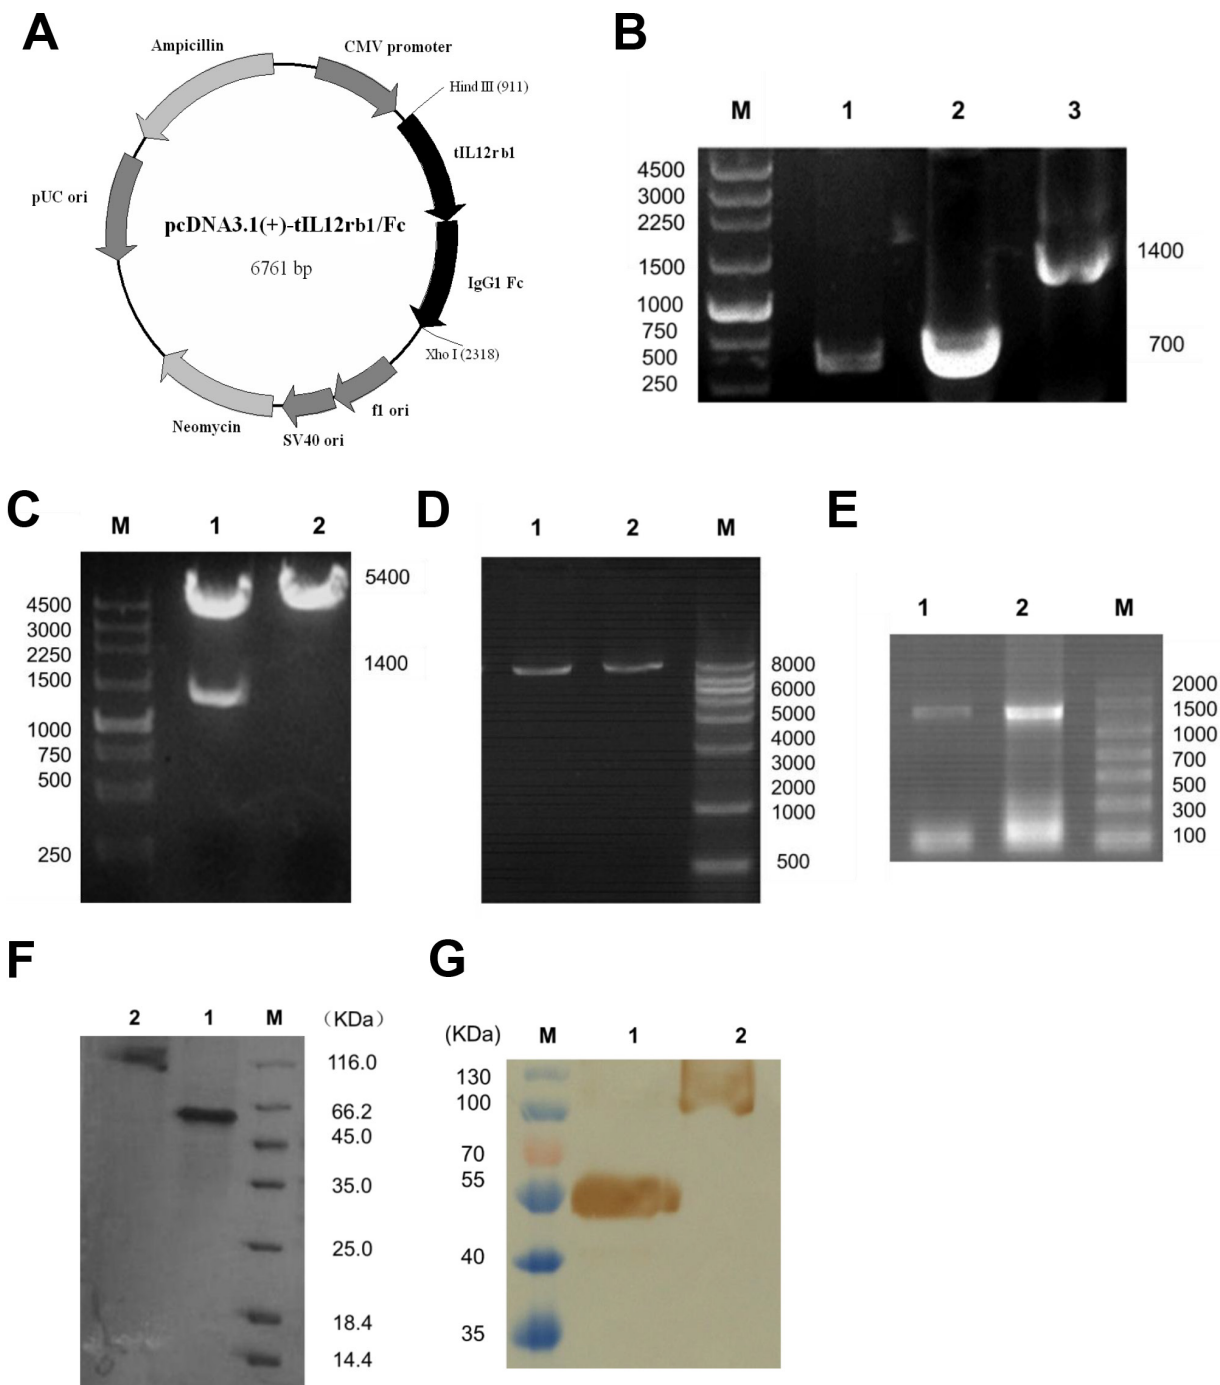 A
Ampicillin
CMV promoter
Hind III (911)
tIL12rb1
pUC ori
pcDNA3.1(+)-tIL12rb1/Fc
6761 bp
IgG1 Fc
Xho I (2318)
f1 ori
Neomycin
SV40 ori
B
M 1 2 3
4500
3000
2250
1500
1000
750
500
250
1400
700
C
M 1 2
4500
3000
2250
1500
1000
750
500
250
5400
1400
D
1 2 M
8000
6000
5000
4000
3000
2000
1000
500
E
1 2 M
2000
1500
1000
700
500
300
100
F
2 1 M (KDa)
116.0
66.2
45.0
35.0
25.0
18.4
14.4
G
(KDa) M 1 2
130
100
70
55
40
35